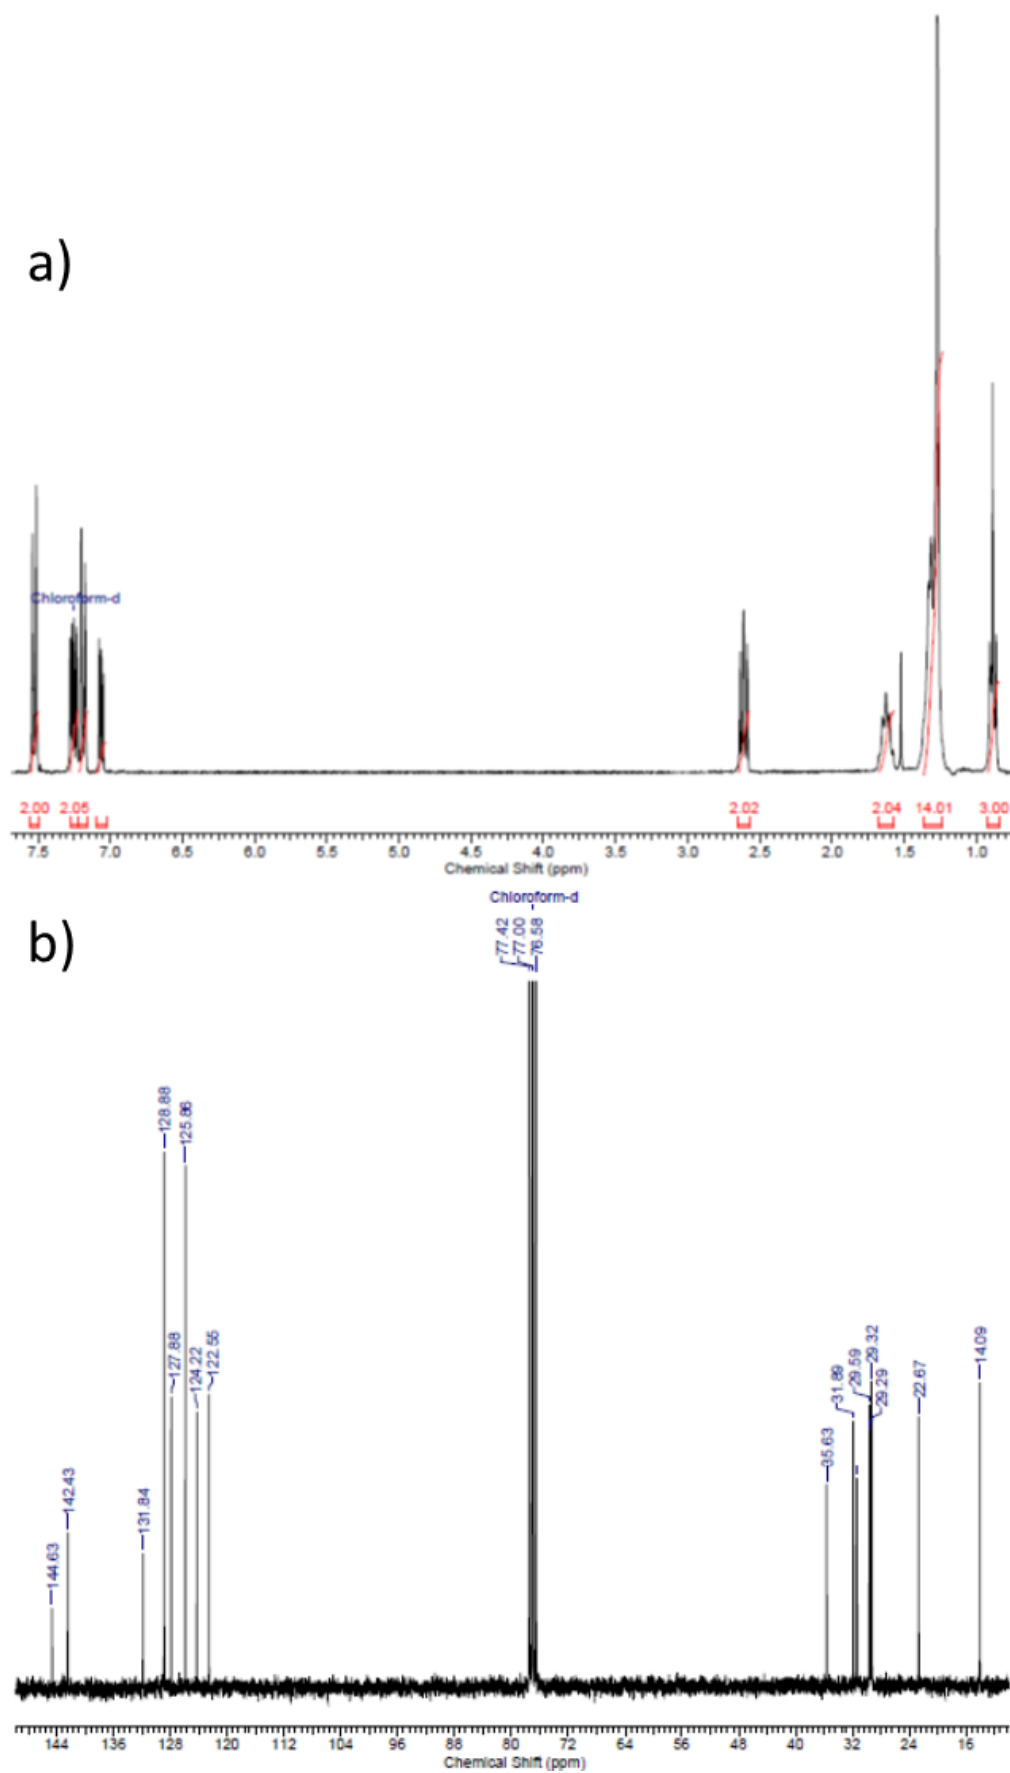 a)
Chloroform-d
2.00 2.05 2.02 2.04 14.01 3.00
7.5 7.0 6.5 6.0 5.5 5.0 4.5 4.0 3.5 3.0 2.5 2.0 1.5 1.0
Chemical Shift (ppm)
b)
Chloroform-d
77.42
77.00
76.58
144.63
142.43
131.84
128.88
127.88
125.86
124.22
122.55
35.63
31.89
29.59
29.32
29.29
22.67
14.09
144 136 128 120 112 104 96 88 80 72 64 56 48 40 32 24 16
Chemical Shift (ppm)